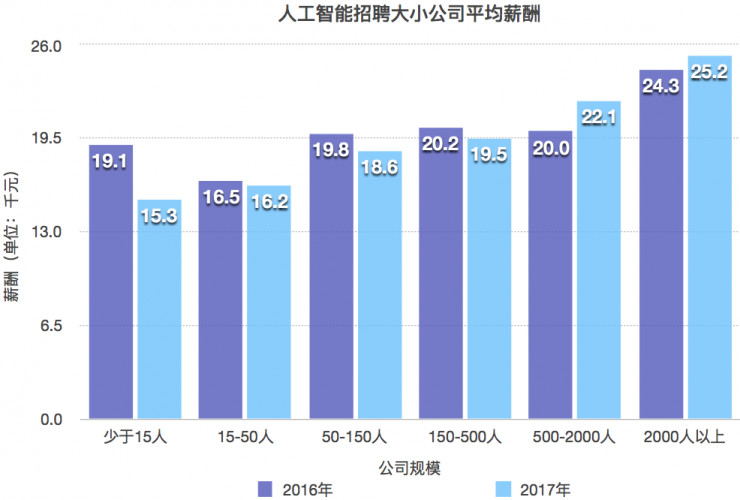 人工智能招聘大小公司平均薪酬
薪酬（单位：千元）
26.0
19.5
13.0
6.5
0.0
19.1
15.3
16.5
16.2
19.8
18.6
20.2
19.5
20.0
22.1
24.3
25.2
少于15人
15-50人
50-150人
150-500人
500-2000人
2000人以上
公司规模
2016年
2017年